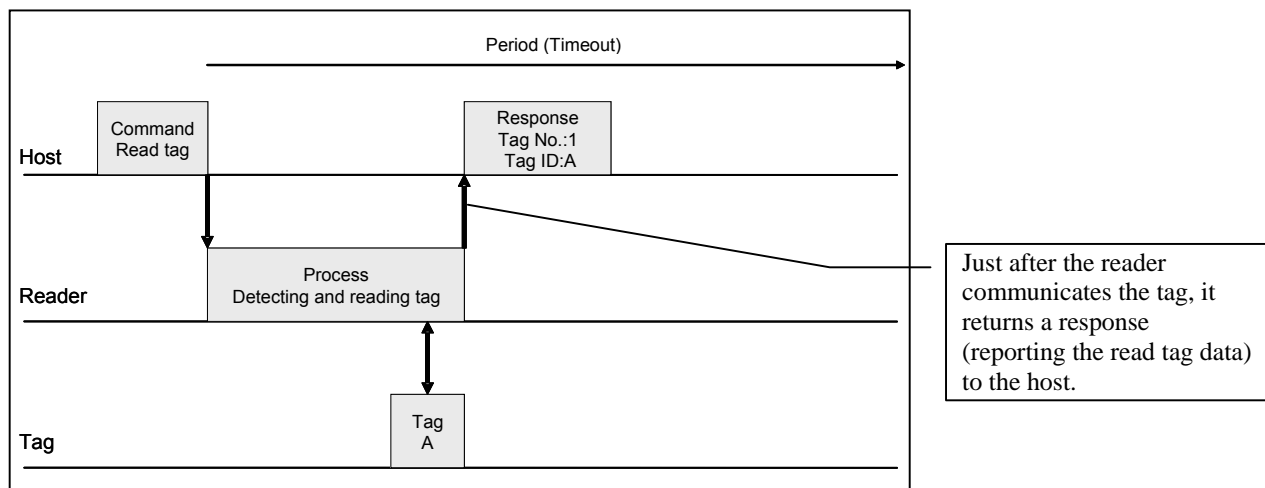 Period (Timeout)
Command
Read tag
Response
Tag No.:1
Tag ID:A
Host
Process
Detecting and reading tag
Reader
Just after the reader
communicates the tag, it
returns a response
(reporting the read tag data)
to the host.
Tag
A
Tag